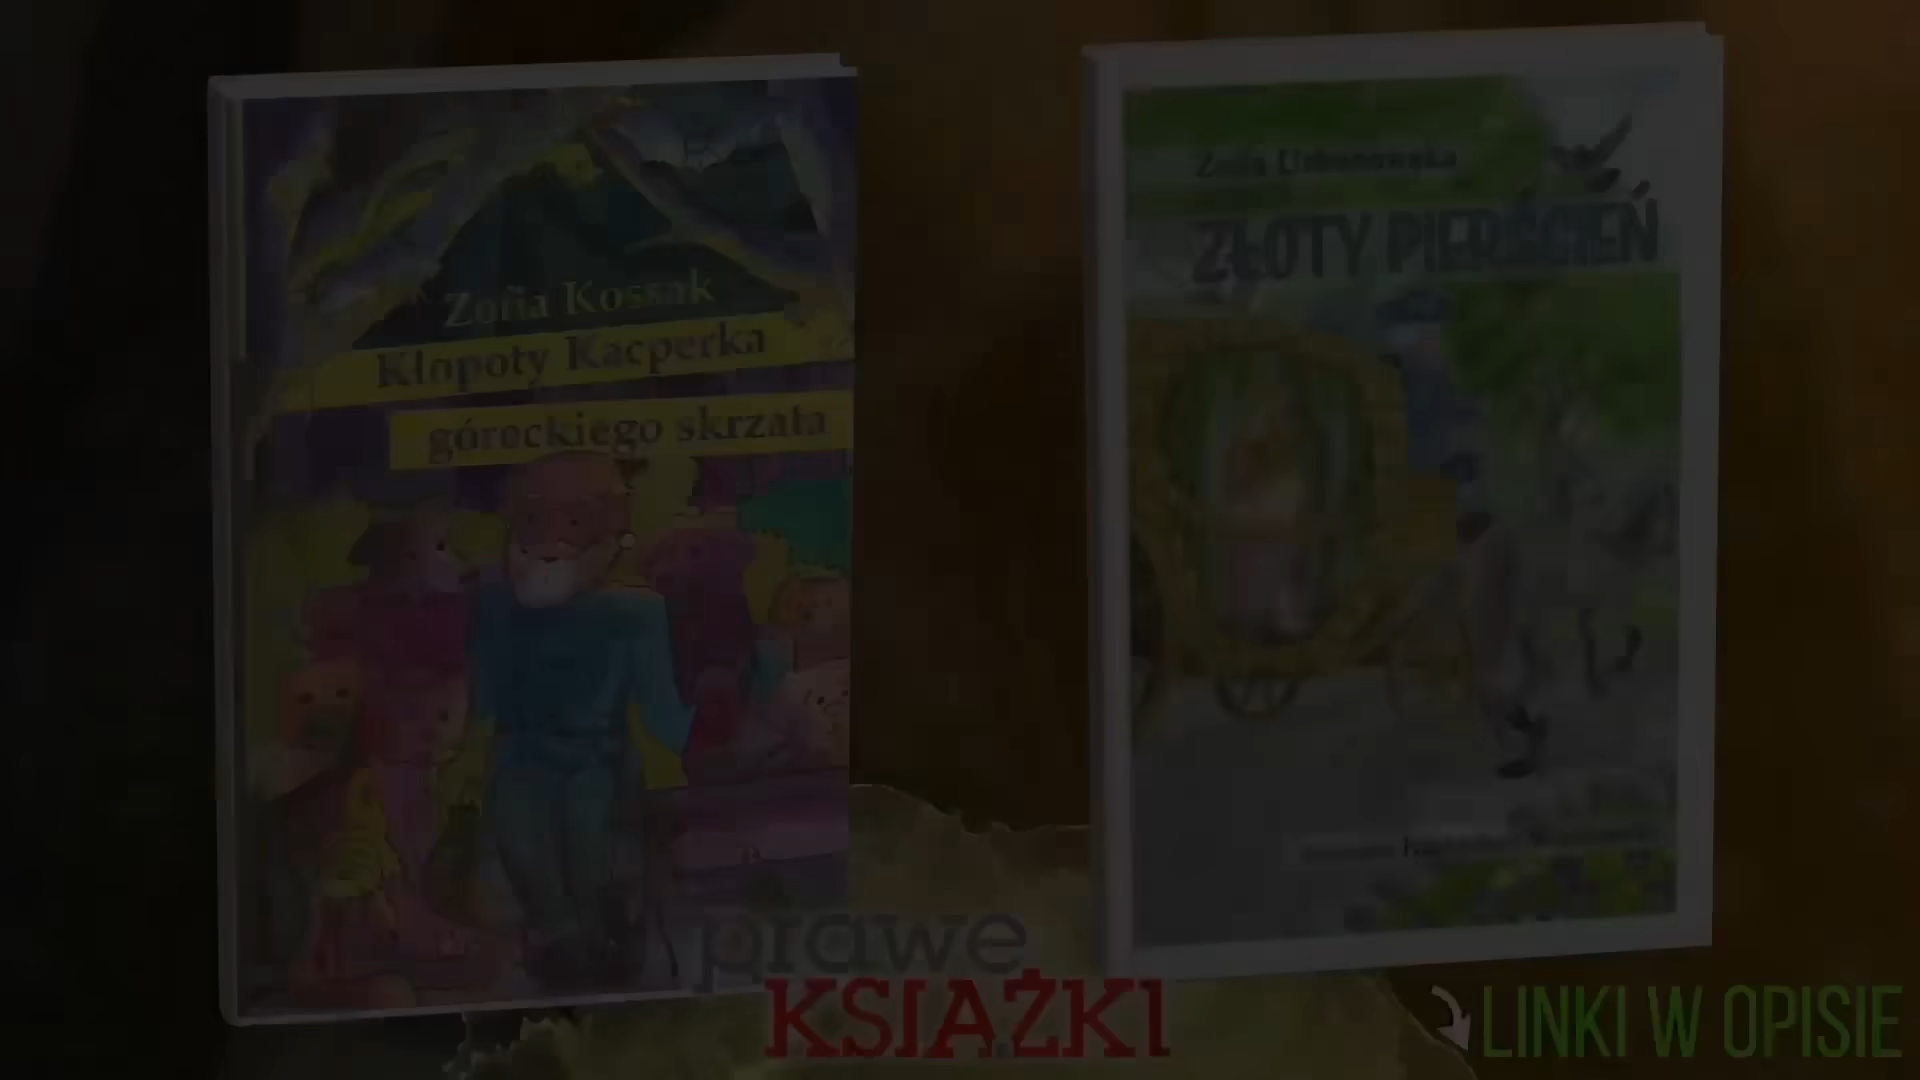 Zofia Kossak
Kłopoty Kacperka
góreckiego skrzata
Zofia Urbanowska
ZŁOTY PIERŚCIEŃ
prawe
KSIĄŻKI
LINKI W OPISIE